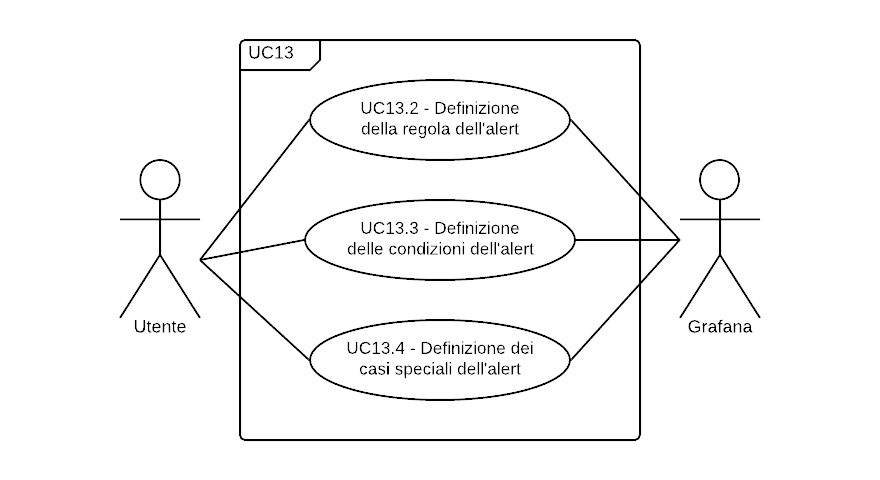 UC13
UC13.2 - Definizione
della regola dell'alert
UC13.3 - Definizione
delle condizioni dell'alert
Utente
Grafana
UC13.4 - Definizione dei
casi speciali dell'alert